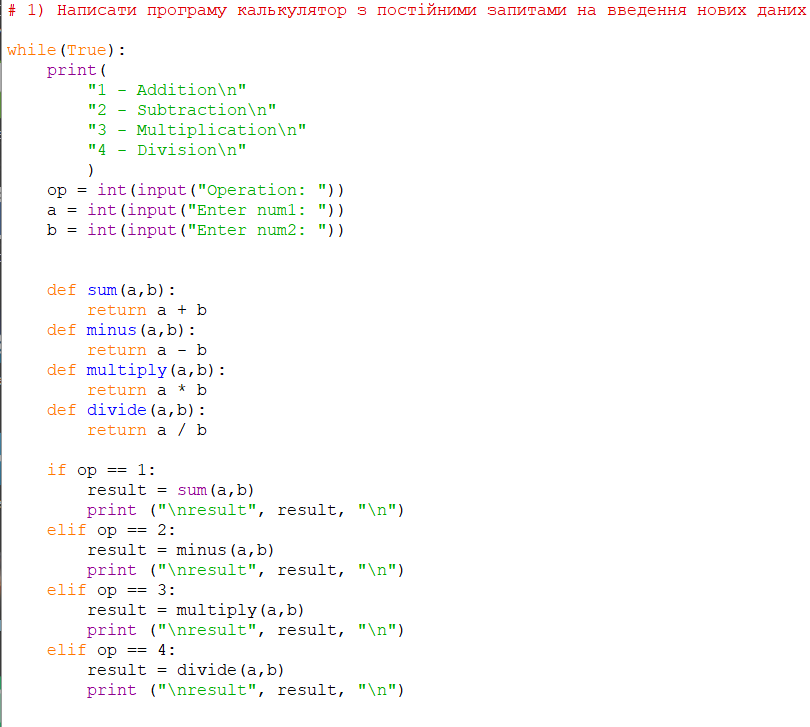 # 1) Написати програму калькулятор з постійними запитами на введення нових даних
while(True):
    print(
        "1 - Addition\n"
        "2 - Subtraction\n"
        "3 - Multiplication\n"
        "4 - Division\n"
        )
    op = int(input("Operation: "))
    a = int(input("Enter num1: "))
    b = int(input("Enter num2: "))
    def sum(a,b):
        return a + b
    def minus(a,b):
        return a - b
    def multiply(a,b):
        return a * b
    def divide(a,b):
        return a / b
    if op == 1:
        result = sum(a,b)
        print ("\nresult", result, "\n")
    elif op == 2:
        result = minus(a,b)
        print ("\nresult", result, "\n")
    elif op == 3:
        result = multiply(a,b)
        print ("\nresult", result, "\n")
    elif op == 4:
        result = divide(a,b)
        print ("\nresult", result, "\n")